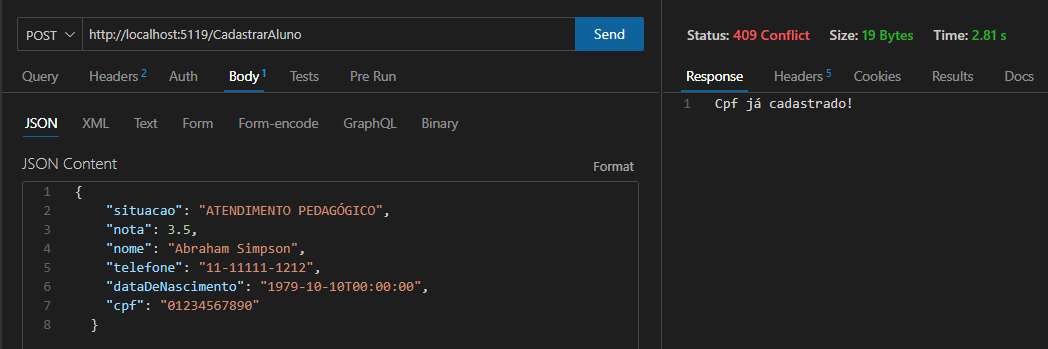 POST http://localhost:5119/CadastrarAluno Send
Query Headers 2 Auth Body 1 Tests Pre Run
JSON XML Text Form Form-encode GraphQL Binary
JSON Content Format
1 {
2 "situacao": "ATENDIMENTO PEDAGÓGICO",
3 "nota": 3.5,
4 "nome": "Abraham Simpson",
5 "telefone": "11-11111-1212",
6 "dataDeNascimento": "1979-10-10T00:00:00",
7 "cpf": "01234567890"
8 }
Status: 409 Conflict Size: 19 Bytes Time: 2.81 s
Response Headers 5 Cookies Results Docs
1 Cpf já cadastrado!